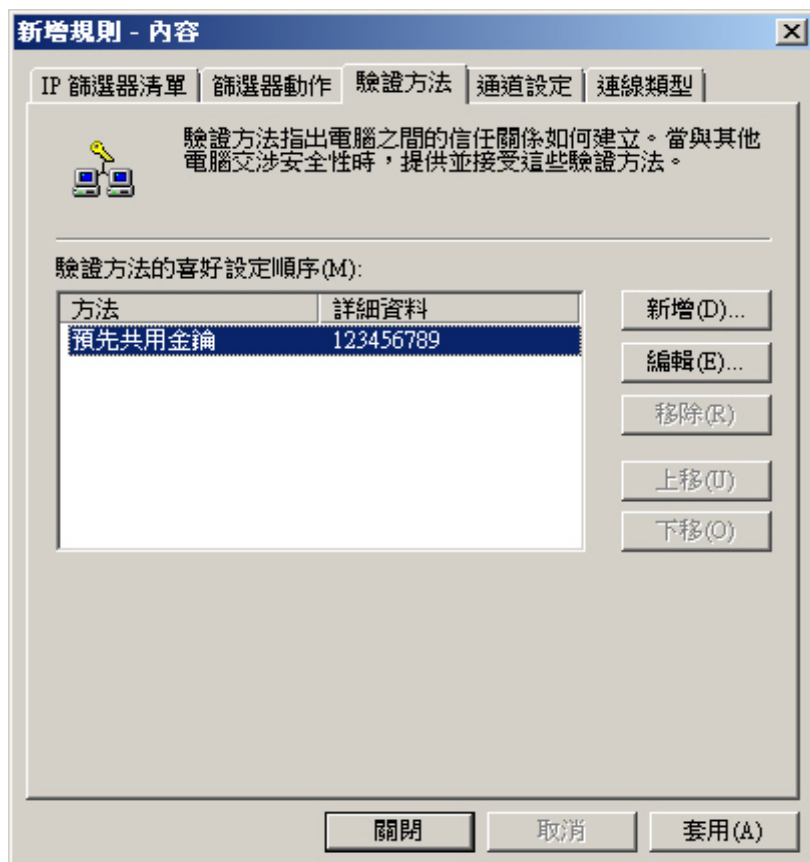 新增規則 - 內容
IP 篩選器清單 篩選器動作 驗證方法 通道設定 連線類型
驗證方法指出電腦之間的信任關係如何建立。當與其他
電腦交涉安全性時，提供並接受這些驗證方法。
驗證方法的喜好設定順序(M):
方法 詳細資料
預先共用金鑰 123456789
新增(D)...
編輯(E)...
移除(R)
上移(U)
下移(O)
關閉 取消 套用(A)